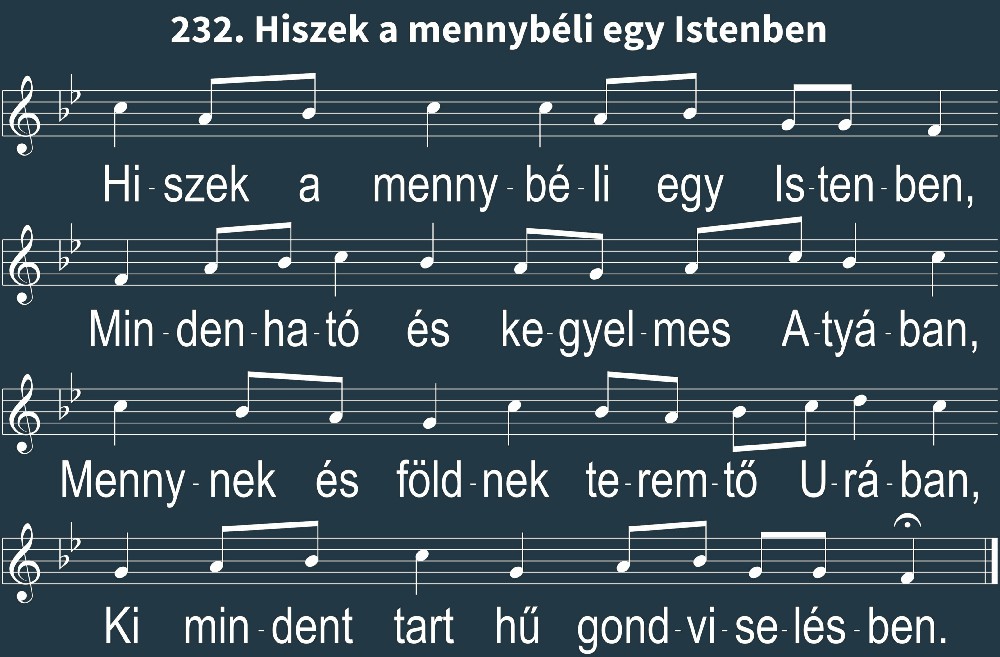 232. Hiszek a mennybéli egy Istenben
Hi-szek a menny-bé-li egy Is-ten-ben,
Min-den-ha-tó és ke-gyel-mes A-tyá-ban,
Menny-nek és föld-nek te-rem-tő U-rá-ban,
Ki min-dent tart hű gond-vi-se-lés-ben.